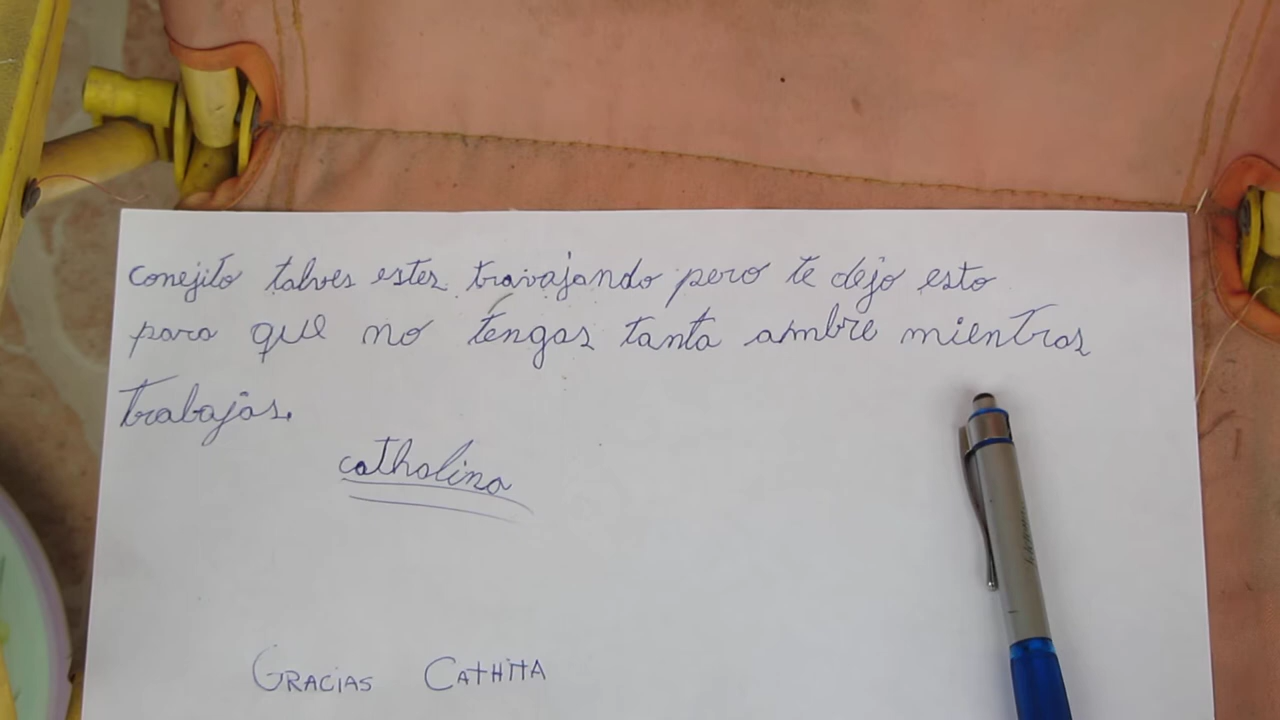 conejito talves estes travajando pero te dejo esto
para que no tengas tanta ambre mientras
trabajas.
catholina
GRACIAS CATHITA